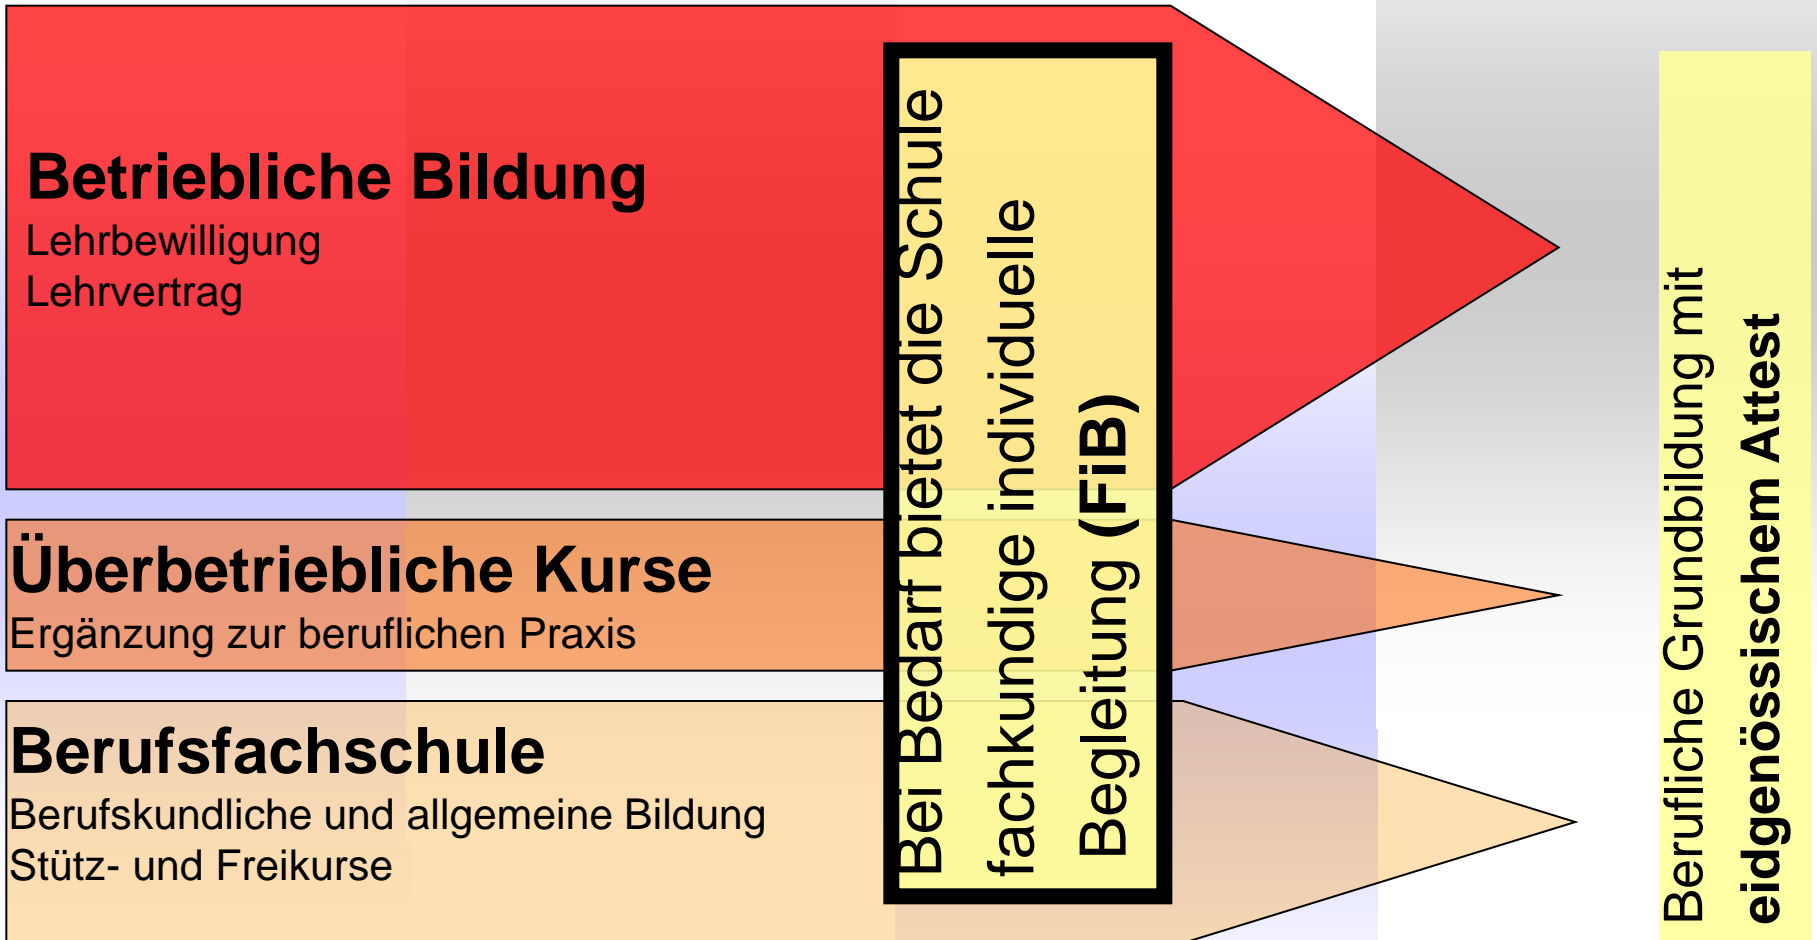 Betriebliche Bildung
Lehrbewilligung
Lehrvertrag
Überbetriebliche Kurse
Ergänzung zur beruflichen Praxis
Berufsfachschule
Berufskundliche und allgemeine Bildung
Stütz- und Freikurse
Bei Bedarf bietet die Schule
fachkundige individuelle
Begleitung (FiB)
Berufliche Grundbildung mit
eidgenössischem Attest